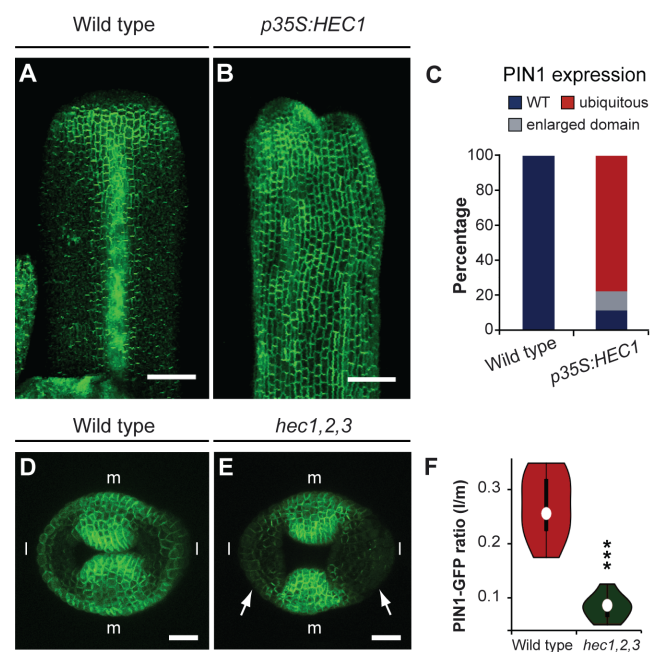 Wild type
p35S:HEC1
A
B
C
PIN1 expression
WT
ubiquitous
enlarged domain
100
80
60
40
20
0
Percentage
Wild type
p35S:HEC1
Wild type
hec1,2,3
D
m
l
l
m
E
m
l
l
m
F
PIN1-GFP ratio (l/m)
0.3
0.2
0.1
***
Wild type
hec1,2,3